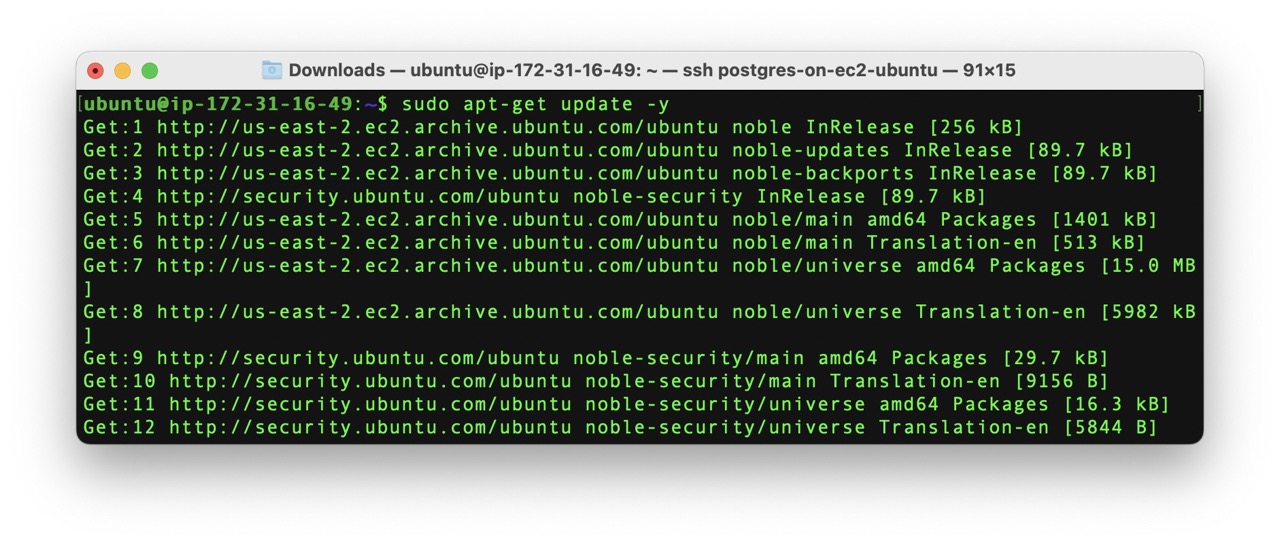 Downloads — ubuntu@ip-172-31-16-49: ~ — ssh postgres-on-ec2-ubuntu — 91×15
[ubuntu@ip-172-31-16-49:~$ sudo apt-get update -y ]
Get:1 http://us-east-2.ec2.archive.ubuntu.com/ubuntu noble InRelease [256 kB]
Get:2 http://us-east-2.ec2.archive.ubuntu.com/ubuntu noble-updates InRelease [89.7 kB]
Get:3 http://us-east-2.ec2.archive.ubuntu.com/ubuntu noble-backports InRelease [89.7 kB]
Get:4 http://security.ubuntu.com/ubuntu noble-security InRelease [89.7 kB]
Get:5 http://us-east-2.ec2.archive.ubuntu.com/ubuntu noble/main amd64 Packages [1401 kB]
Get:6 http://us-east-2.ec2.archive.ubuntu.com/ubuntu noble/main Translation-en [513 kB]
Get:7 http://us-east-2.ec2.archive.ubuntu.com/ubuntu noble/universe amd64 Packages [15.0 MB
]
Get:8 http://us-east-2.ec2.archive.ubuntu.com/ubuntu noble/universe Translation-en [5982 kB
]
Get:9 http://security.ubuntu.com/ubuntu noble-security/main amd64 Packages [29.7 kB]
Get:10 http://security.ubuntu.com/ubuntu noble-security/main Translation-en [9156 B]
Get:11 http://security.ubuntu.com/ubuntu noble-security/universe amd64 Packages [16.3 kB]
Get:12 http://security.ubuntu.com/ubuntu noble-security/universe Translation-en [5844 B]